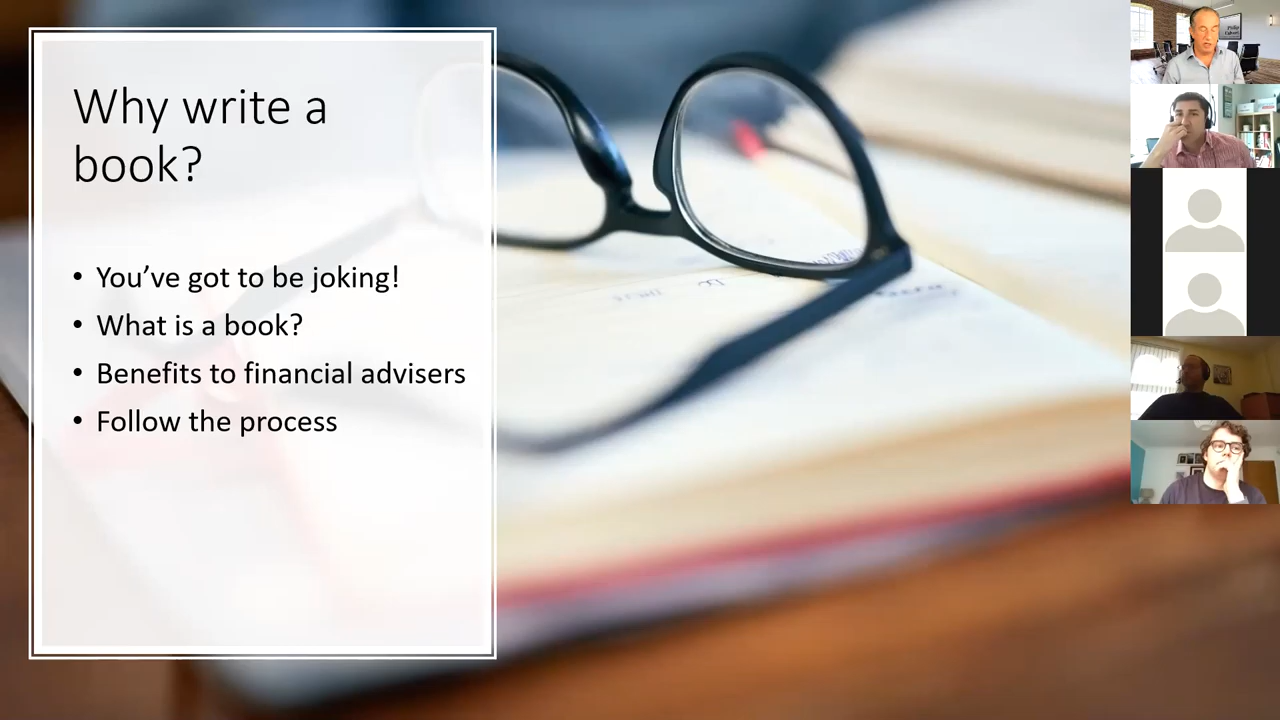 Why write a
book?
• You’ve got to be joking!
• What is a book?
• Benefits to financial advisers
• Follow the process